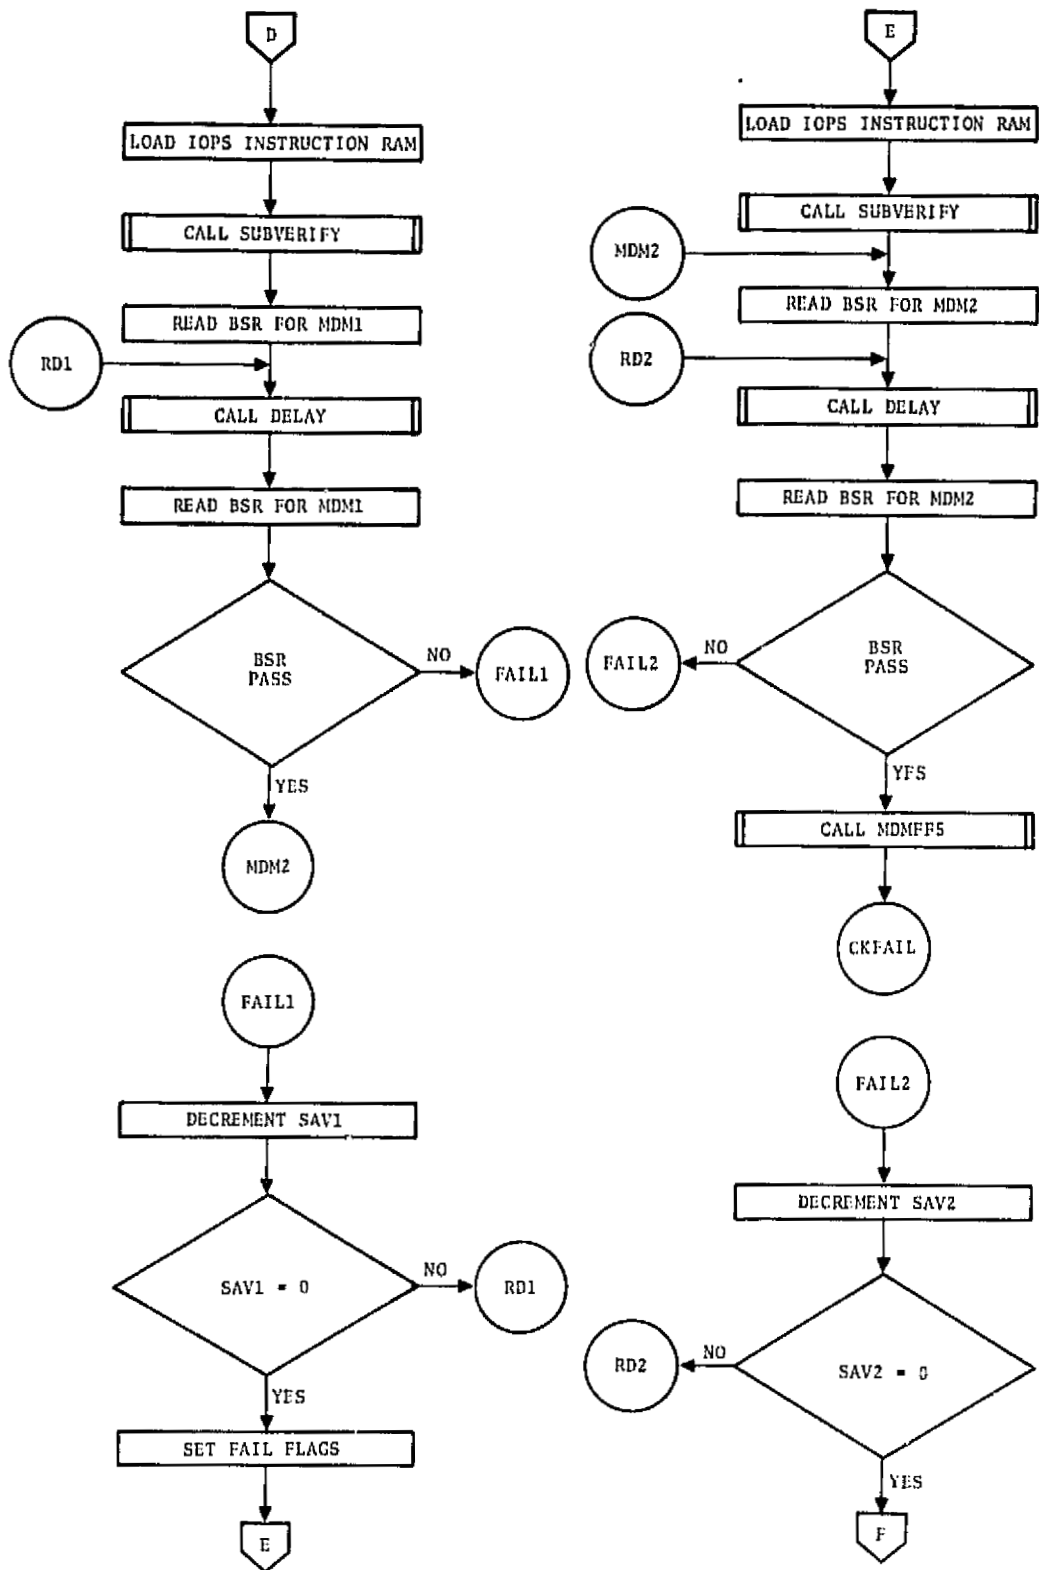 D
LOAD IOPS INSTRUCTION RAM
CALL SUBVERIFY
READ BSR FOR MDM1
RD1
CALL DELAY
READ BSR FOR MDM1
BSR
PASS
NO
FAIL1
YES
MDM2
FAIL1
DECREMENT SAV1
SAV1 = 0
NO
RD1
YES
SET FAIL FLAGS
E
E
LOAD IOPS INSTRUCTION RAM
CALL SUBVERIFY
MDM2
READ BSR FOR MDM2
RD2
CALL DELAY
READ BSR FOR MDM2
BSR
PASS
NO
FAIL2
YES
CALL MDMFF5
CKFAIL
FAIL2
DECREMENT SAV2
SAV2 = 0
NO
RD2
YES
F